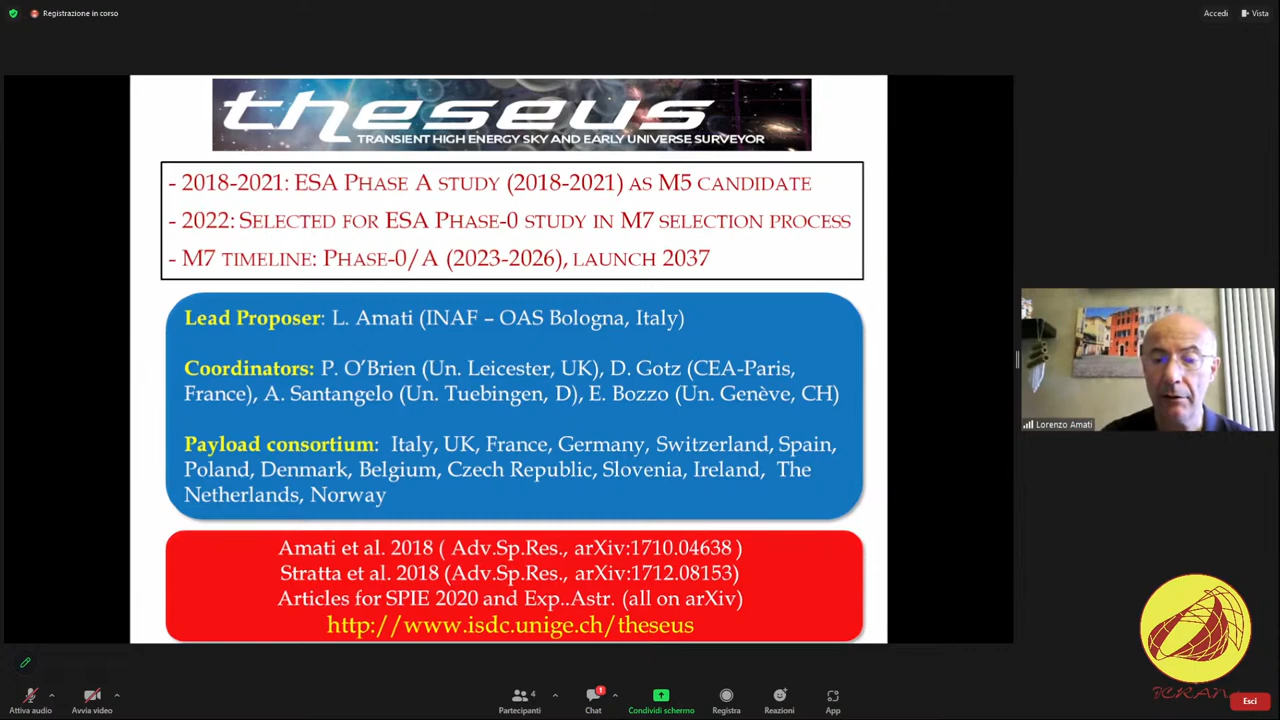 Registrazione in corso
Accedi
Vista
theseus
TRANSIENT HIGH ENERGY SKY AND EARLY UNIVERSE SURVEYOR
- 2018-2021: ESA PHASE A STUDY (2018-2021) AS M5 CANDIDATE
- 2022: SELECTED FOR ESA PHASE-0 STUDY IN M7 SELECTION PROCESS
- M7 TIMELINE: PHASE-0/A (2023-2026), LAUNCH 2037
Lead Proposer: L. Amati (INAF – OAS Bologna, Italy)
Coordinators: P. O’Brien (Un. Leicester, UK), D. Gotz (CEA-Paris,
France), A. Santangelo (Un. Tuebingen, D), E. Bozzo (Un. Genève, CH)
Payload consortium: Italy, UK, France, Germany, Switzerland, Spain,
Poland, Denmark, Belgium, Czech Republic, Slovenia, Ireland, The
Netherlands, Norway
Amati et al. 2018 ( Adv.Sp.Res., arXiv:1710.04638 )
Stratta et al. 2018 (Adv.Sp.Res., arXiv:1712.08153)
Articles for SPIE 2020 and Exp..Astr. (all on arXiv)
http://www.isdc.unige.ch/theseus
Lorenzo Amati
Attiva audio
Avvia video
4
Partecipanti
1
Chat
Condividi schermo
Registra
Reazioni
App
Esci